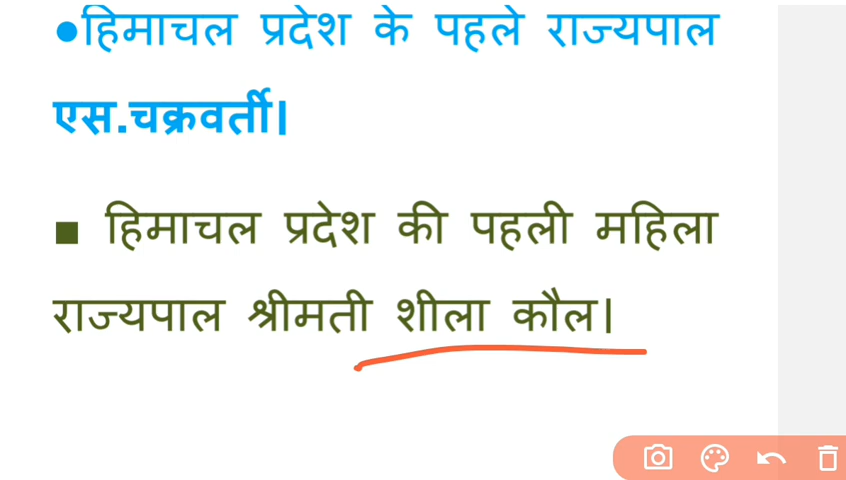 ●हिमाचल प्रदेश के पहले राज्यपाल
एस.चक्रवर्ती।
■ हिमाचल प्रदेश की पहली महिला
राज्यपाल श्रीमती शीला कौल।